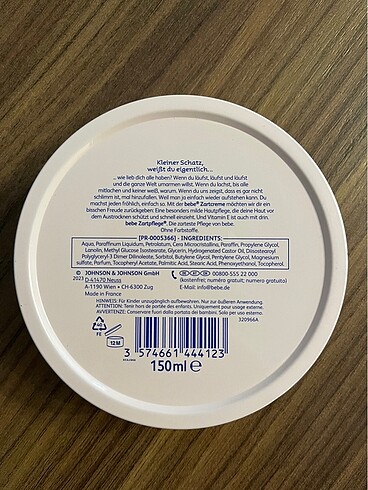 Kleiner Schatz,
weißt du eigentlich...
... wie lieb dich alle haben? Wenn du läufst, läufst und läufst
und die ganze Welt umarmen willst. Wenn du lachst, bis alle
mitlachen und keiner weiß, warum. Wenn du uns zeigst, dass es gar nicht
schlimm ist, mal hinzufallen. Weil man ja einfach wieder aufstehen kann. Du
machst jeden fröhlich, einfach so. Mit der bebe® Zartcreme möchten wir dir ein
bisschen Freude zurückgeben: Eine besonders milde Hautpflege, die deine Haut vor
dem Austrocknen schützt und schnell einzieht. Und Vitamin E ist auch mit drin.
bebe Zartpflege®. Die zarteste Pflege von bebe.
Ohne Farbstoffe.
[PR-0005366] - INGREDIENTS:
Aqua, Paraffinum Liquidum, Petrolatum, Cera Microcristallina, Paraffin, Propylene Glycol,
Lanolin, Methyl Glucose Isostearate, Glycerin, Hydrogenated Castor Oil, Diisostearoyl
Polyglyceryl-3 Dimer Dilinoleate, Sorbitol, Butylene Glycol, Pentylene Glycol, Magnesium
sulfate, Parfum, Tocopheryl Acetate, Palmitic Acid, Stearic Acid, Phenoxyethanol, Tocopherol.
© JOHNSON & JOHNSON GmbH
2023 D-41470 Neuss
A-1190 Wien • CH-6300 Zug
Made in France
00800-555 22 000
(kostenfrei; numéro gratuit; numero gratuito)
E-Mail: info@bebe.de
HINWEIS: Für Kinder unzugänglich aufbewahren. Nur zur äußeren Anwendung.
ATTENTION: Tenir hors de portée des enfants. Uniquement à usage externe.
AVVERTENZE: Conservare fuori dalla portata dei bambini. Solo per uso esterno.
320966A
40
FE
12 M
3 574661 444123
150 ml ℮